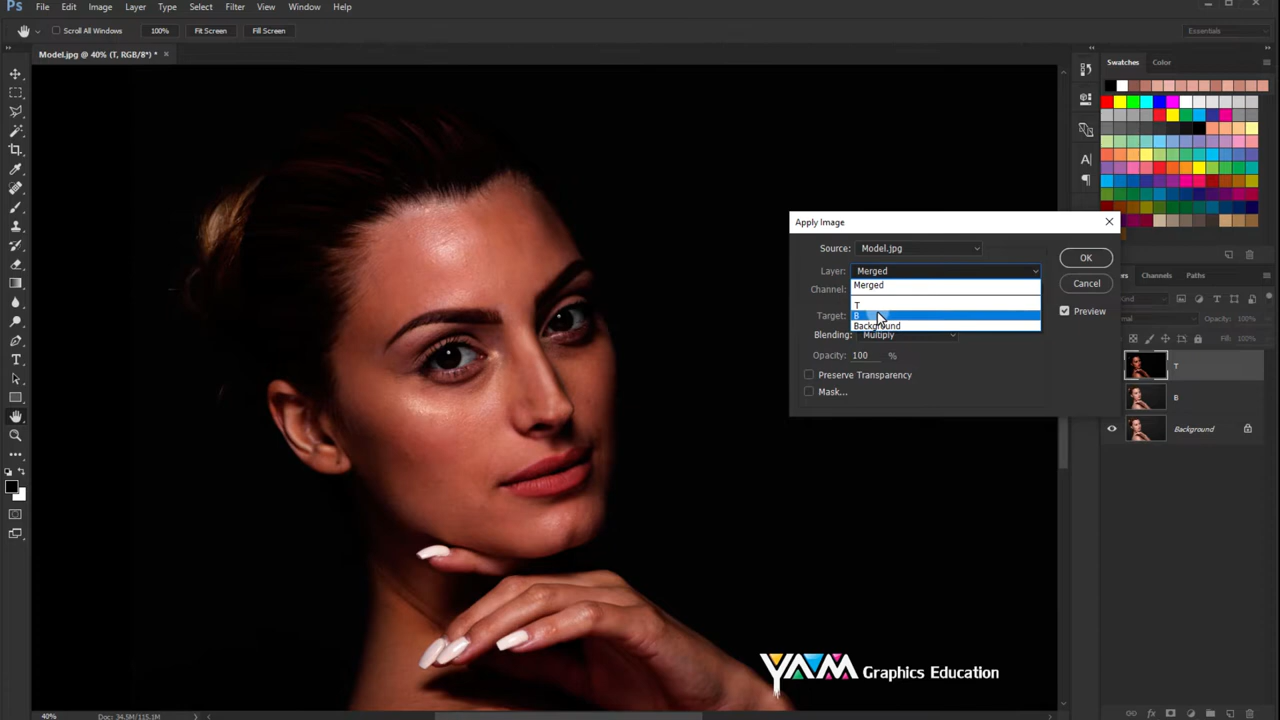 Ps File Edit Image Layer Type Select Filter View Window Help
Scroll All Windows 100% Fit Screen Fill Screen Essentials
Model.jpg @ 40% (T, RGB/8*) *
Swatches Color
Apply Image
Source: Model.jpg
OK
Layer: Merged
Merged
Channel:
Cancel
T
Target: B
Preview
Background
Blending: Multiply
Opacity: 100 %
Preserve Transparency
Mask...
Channels Paths
Opacity: 100%
Fill: 100%
T
B
Background
YAM Graphics Education
40% Doc: 34.5M/115.1M